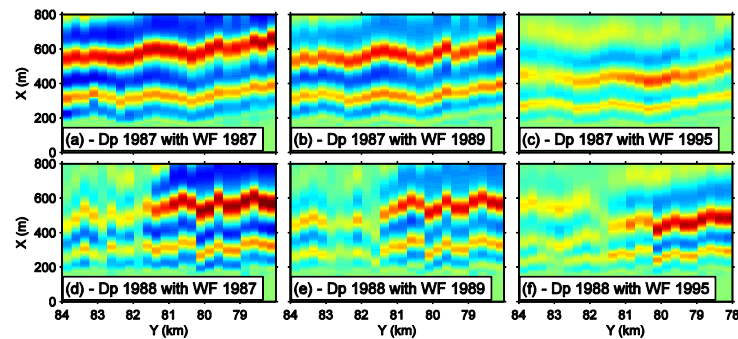 800
600
400
200
0
X (m)
(a) - Dp 1987 with WF 1987
(b) - Dp 1987 with WF 1989
(c) - Dp 1987 with WF 1995
800
600
400
200
0
X (m)
(d) - Dp 1988 with WF 1987
(e) - Dp 1988 with WF 1989
(f) - Dp 1988 with WF 1995
84 83 82 81 80 79 84 83 82 81 80 79 84 83 82 81 80 79 78
Y (km) Y (km) Y (km)